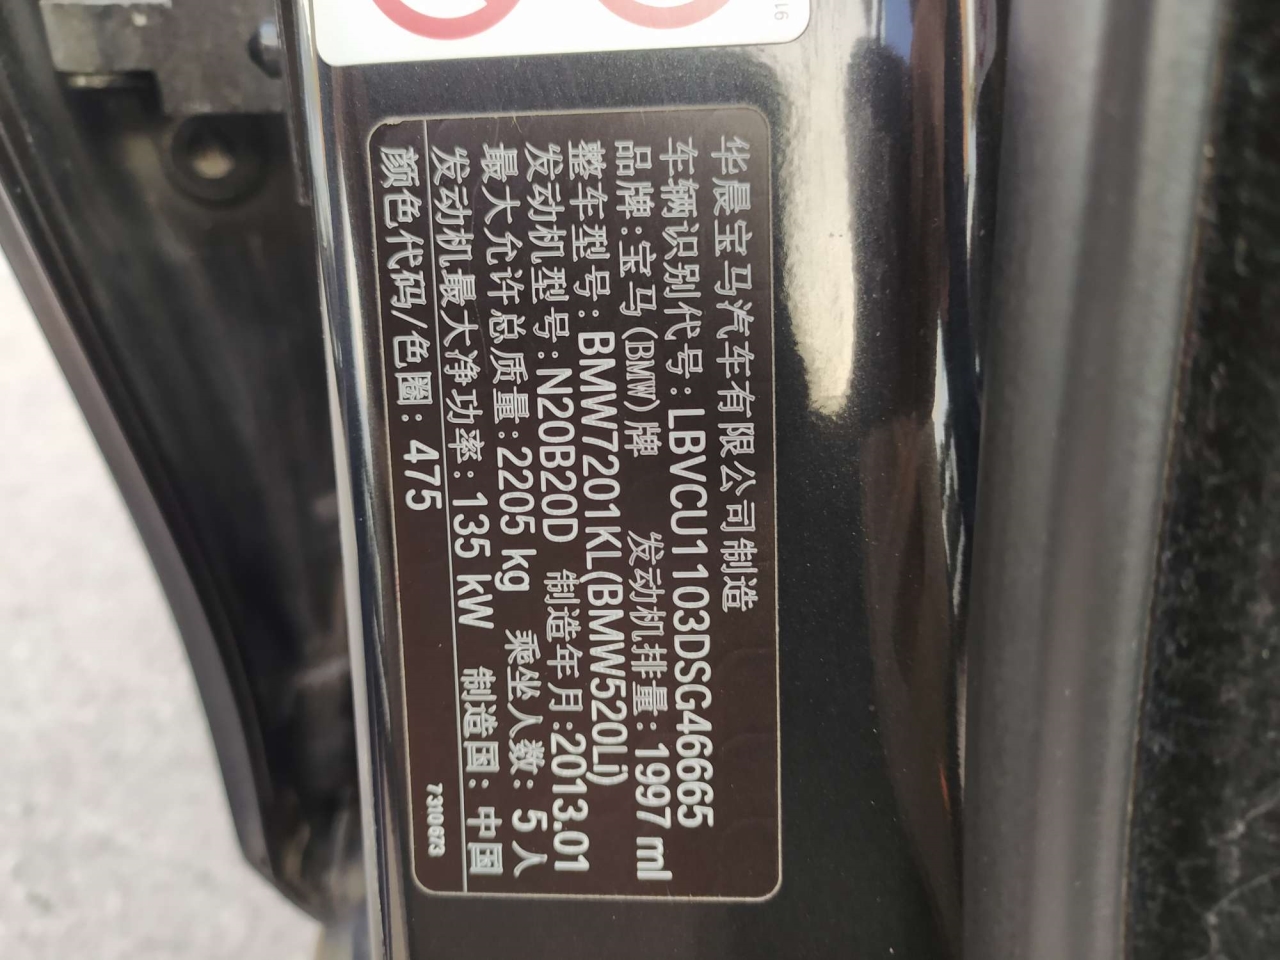 华晨宝马汽车有限公司制造
车辆识别代号：LBVCU1103DSG46665
品牌：宝马(BMW)牌 发动机排量：1997 ml
整车型号：BMW7201KL(BMW520Li)
发动机型号：N20B20D 制造年月：2013.01
最大允许总质量：2205 kg 乘坐人数：5人
发动机最大净功率：135 kW 制造国：中国
颜色代码/色圈：475
7310673
16